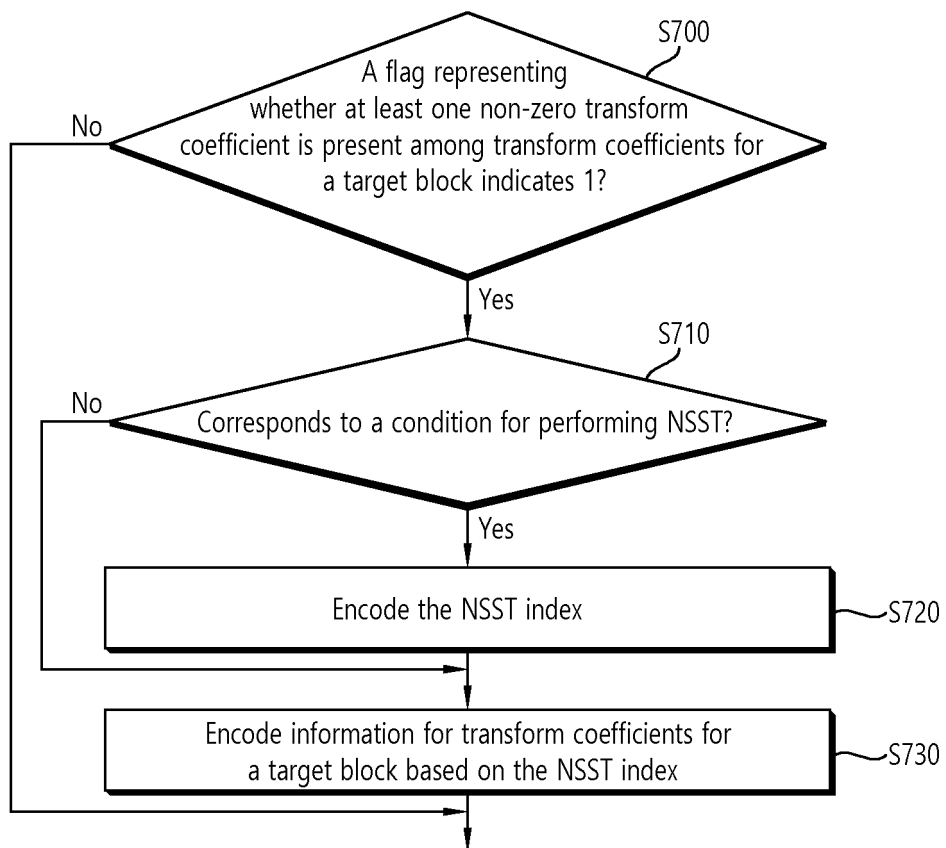 S700
A flag representing
whether at least one non-zero transform
coefficient is present among transform coefficients for
a target block indicates 1?
No
Yes
S710
No
Corresponds to a condition for performing NSST?
Yes
Encode the NSST index
S720
Encode information for transform coefficients for
a target block based on the NSST index
S730